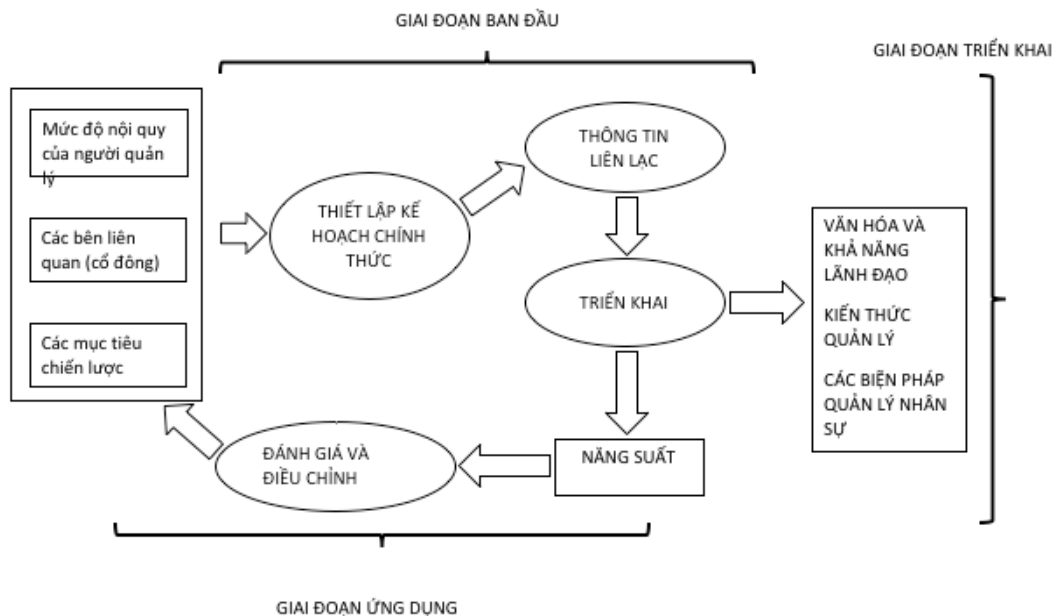 GIAI ĐOẠN BAN ĐẦU
GIAI ĐOẠN TRIỂN KHAI
Mức độ nội quy
của người quản
lý
Các bên liên
quan (cổ đông)
Các mục tiêu
chiến lược
THIẾT LẬP KẾ
HOẠCH CHÍNH
THỨC
THÔNG TIN
LIÊN LẠC
TRIỂN KHAI
VĂN HÓA VÀ
KHẢ NĂNG
LÃNH ĐẠO
KIẾN THỨC
QUẢN LÝ
CÁC BIỆN PHÁP
QUẢN LÝ NHÂN
SỰ
NĂNG SUẤT
ĐÁNH GIÁ VÀ
ĐIỀU CHỈNH
GIAI ĐOẠN ỨNG DỤNG